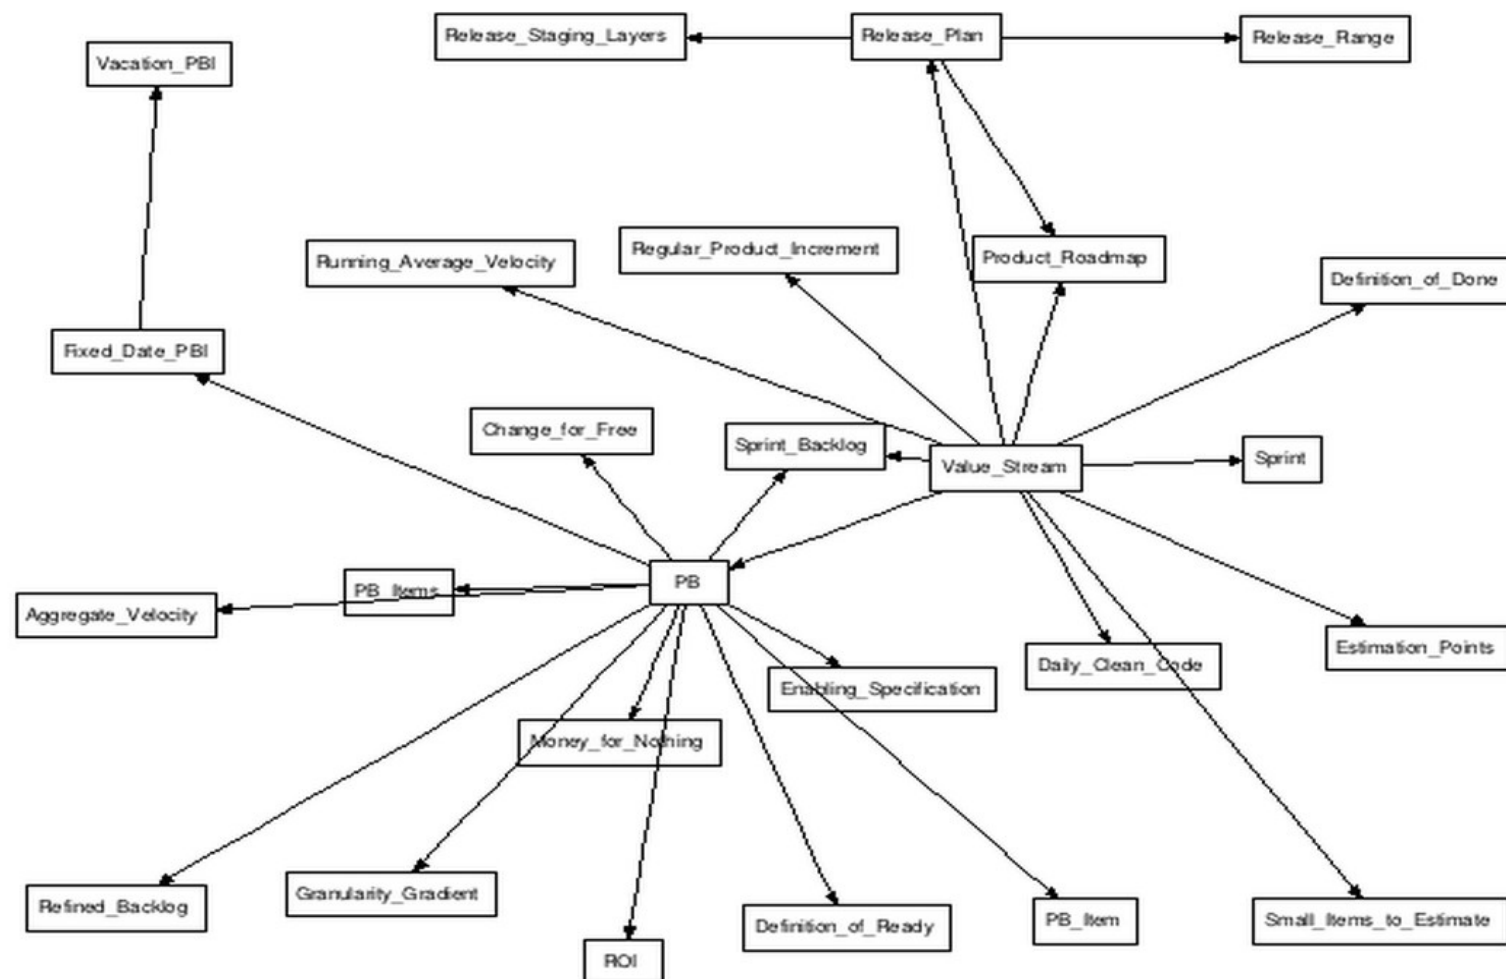 Release_Staging_Layers
Release_Plan
Release_Range
Vacation_PBI
Regular_Product_Increment
Product_Roadmap
Running_Average_Velocity
Definition_of_Done
Fixed_Date_PBI
Change_for_Free
Sprint_Backlog
Value_Stream
Sprint
PB
PB_Items
Aggregate_Velocity
Estimation_Points
Daily_Clean_Code
Enabling_Specification
Money_for_Nothing
Granularity_Gradient
Refined_Backlog
PB_Item
Small_Items_to_Estimate
Definition_of_Ready
ROI